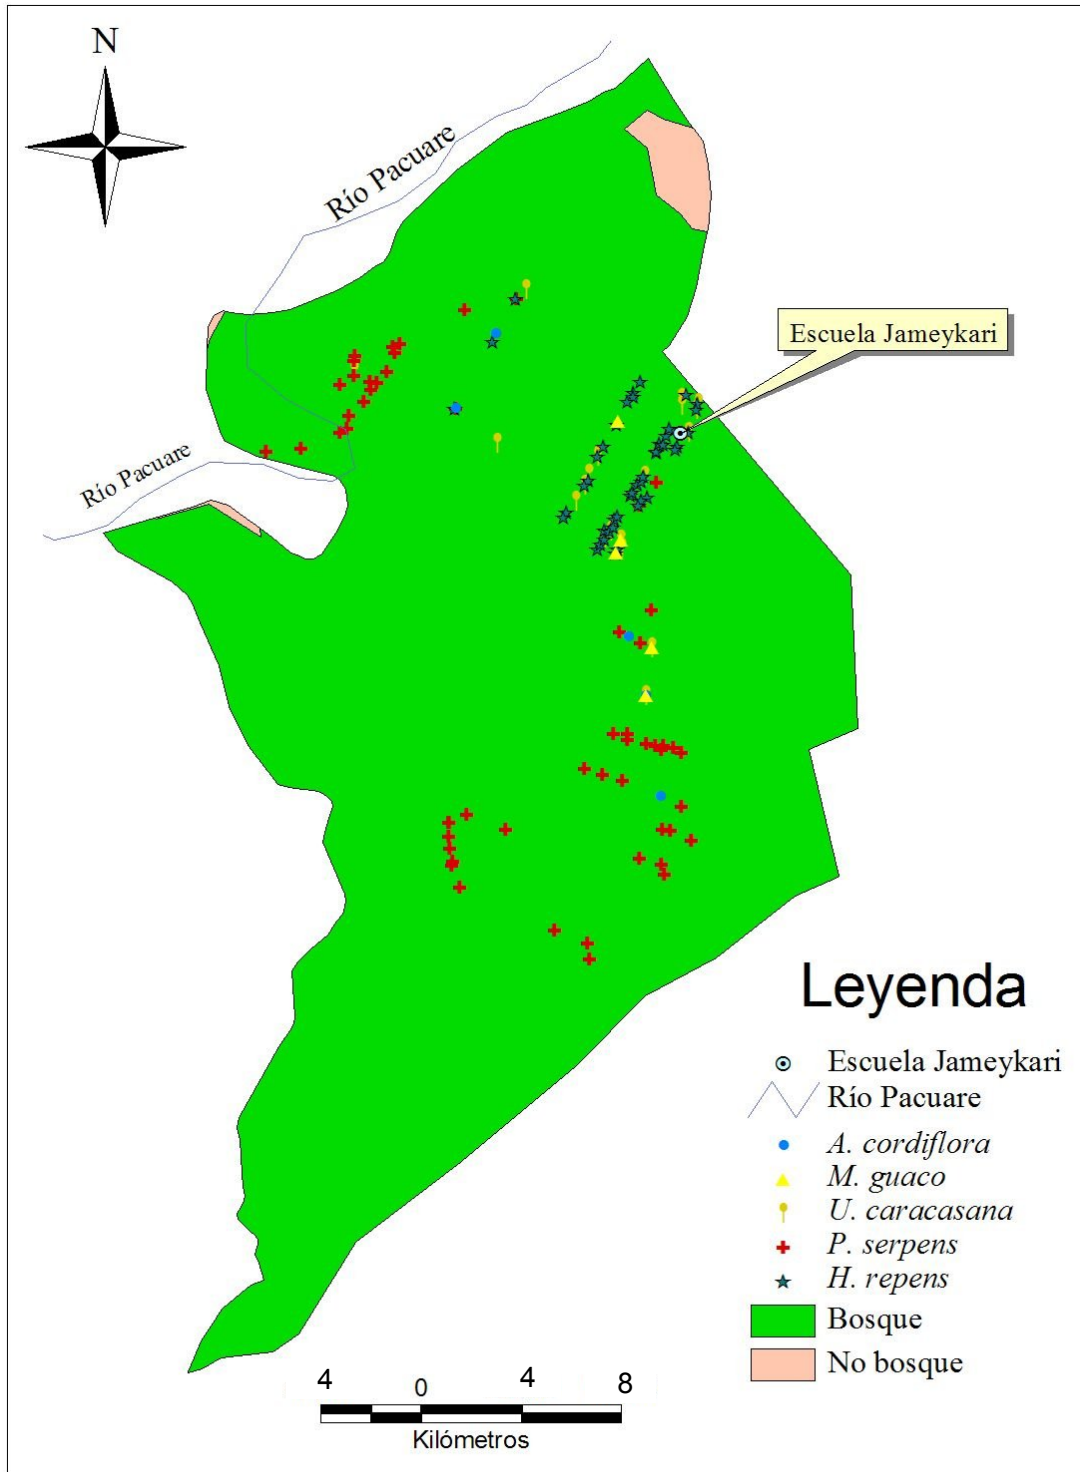 N
Río Pacuare
Escuela Jameykari
Río Pacuare
Leyenda
Escuela Jameykari
Río Pacuare
A. cordiflora
M. guaco
U. caracasana
P. serpens
H. repens
Bosque
No bosque
4 0 4 8
Kilómetros